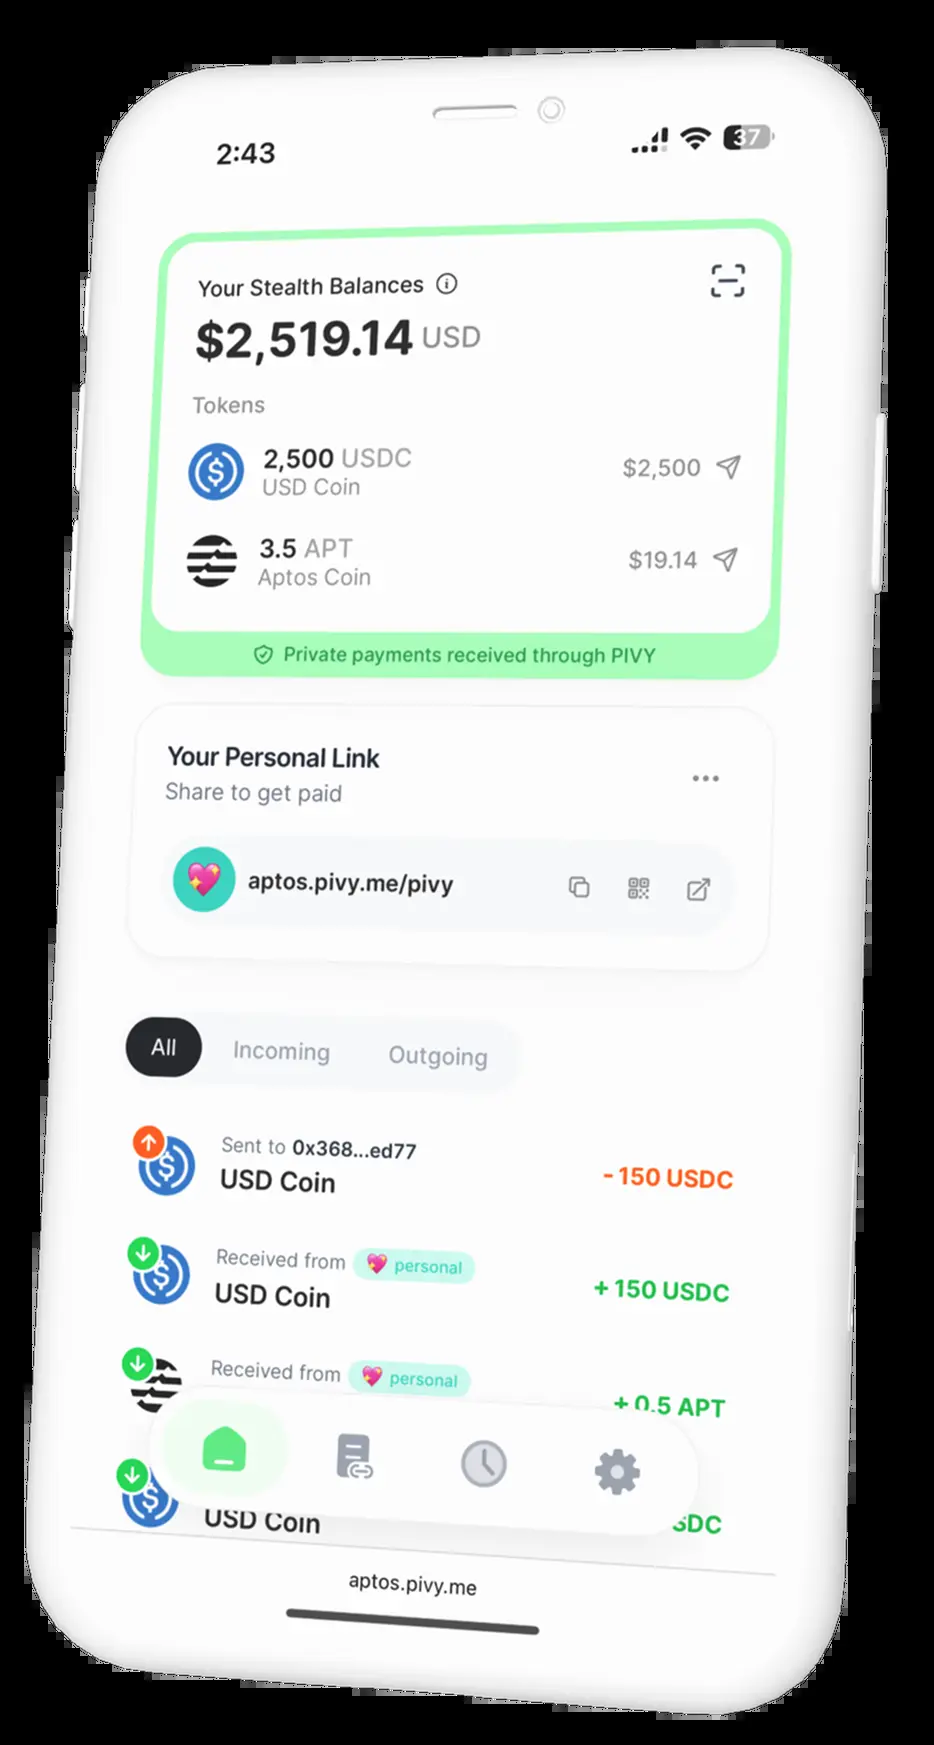 2:43
37
Your Stealth Balances
$2,519.14 USD
Tokens
2,500 USDC
USD Coin
$2,500
3.5 APT
Aptos Coin
$19.14
Private payments received through PIVY
Your Personal Link
Share to get paid
aptos.pivy.me/pivy
All
Incoming
Outgoing
Sent to 0x368...ed77
USD Coin
- 150 USDC
Received from personal
USD Coin
+ 150 USDC
Received from personal
+ 0.5 APT
USD Coin
SDC
aptos.pivy.me